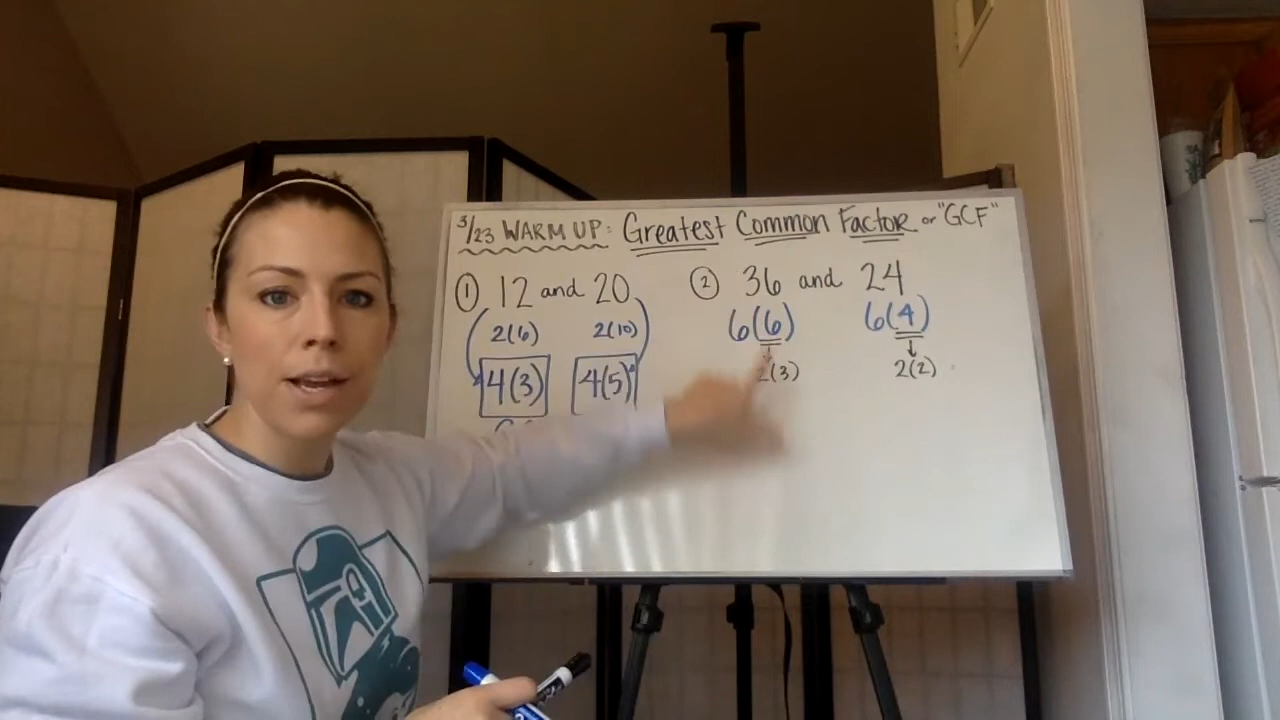 3/23 WARM UP: Greatest Common Factor or "GCF"
① 12 and 20
2(6) 2(10)
4(3) 4(5)
② 36 and 24
6(6) 6(4)
2(3) 2(2)